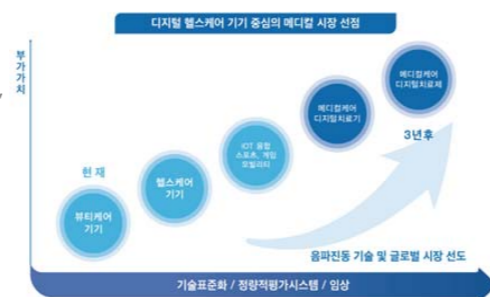 디지털 헬스케어 기기 중심의 메디컬 시장 선점
부가가치
메디컬케어
디지털치료제
메디컬케어
디지털치료기
3년후
IOT 융합
스포츠, 게임
모빌리티
현재
헬스케어
기기
뷰티케어
기기
음파진동 기술 및 글로벌 시장 선도
기술표준화 / 정량적평가시스템 / 임상